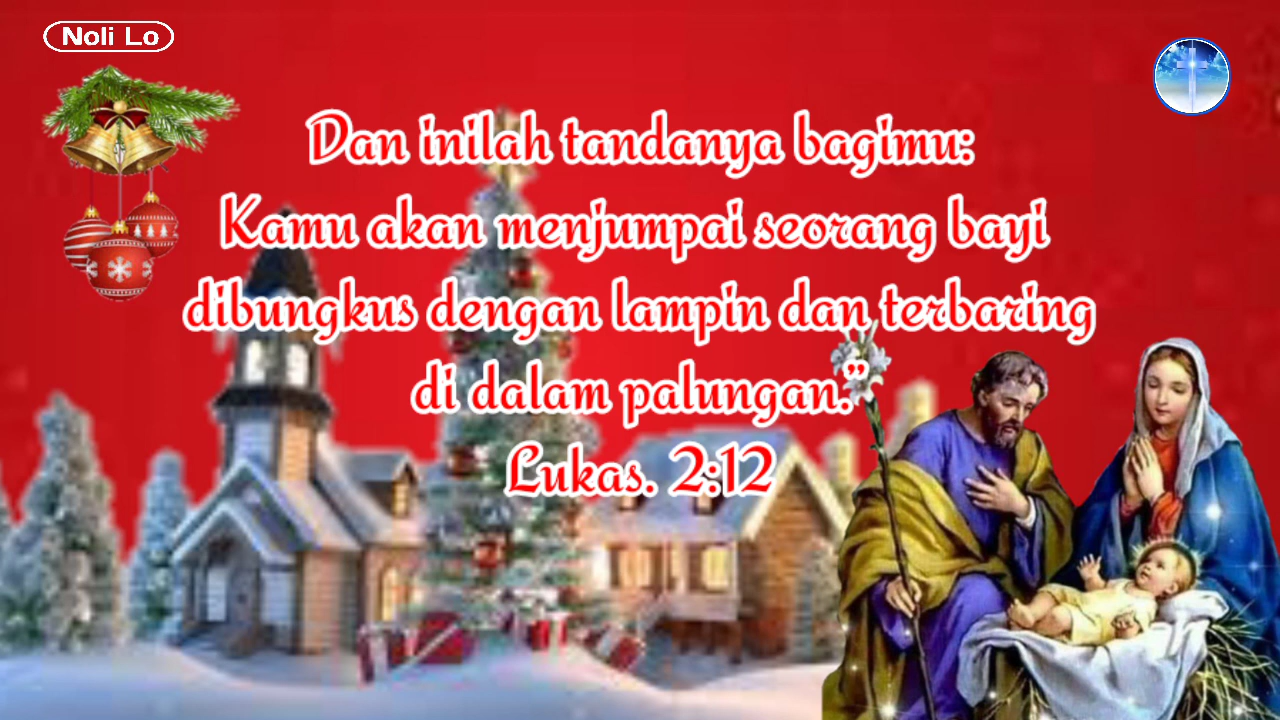 Noli Lo
Dan inilah tandanya bagimu:
Kamu akan menjumpai seorang bayi
dibungkus dengan lampin dan terbaring
di dalam palungan."
Lukas. 2:12